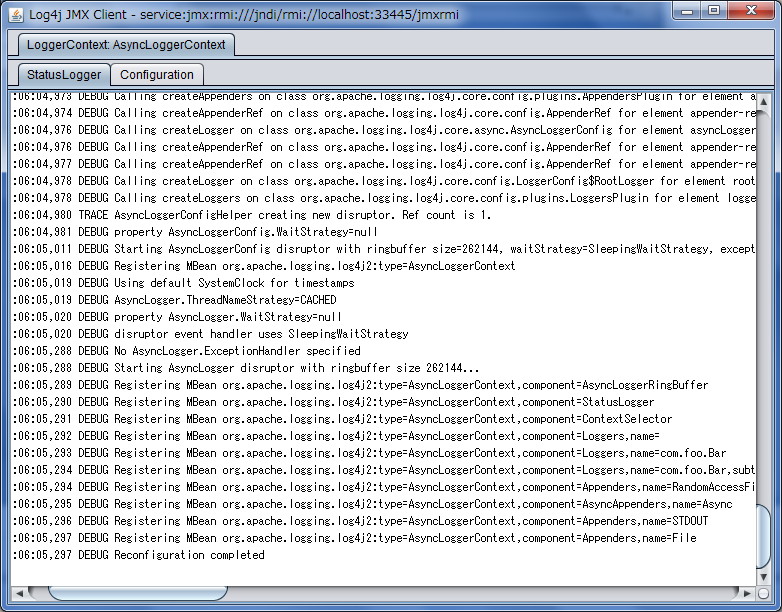 Log4j JMX Client - service:jmx:rmi:///jndi/rmi://localhost:33445/jmxrmi
LoggerContext: AsyncLoggerContext
StatusLogger Configuration
:06:04,973 DEBUG Calling createAppenders on class org.apache.logging.log4j.core.config.plugins.AppendersPlugin for element a
:06:04,974 DEBUG Calling createAppenderRef on class org.apache.logging.log4j.core.config.AppenderRef for element appender-re
:06:04,976 DEBUG Calling createLogger on class org.apache.logging.log4j.core.async.AsyncLoggerConfig for element asyncLogger
:06:04,976 DEBUG Calling createAppenderRef on class org.apache.logging.log4j.core.config.AppenderRef for element appender-re
:06:04,977 DEBUG Calling createAppenderRef on class org.apache.logging.log4j.core.config.AppenderRef for element appender-re
:06:04,978 DEBUG Calling createLogger on class org.apache.logging.log4j.core.config.LoggerConfig$RootLogger for element root
:06:04,978 DEBUG Calling createLoggers on class org.apache.logging.log4j.core.config.plugins.LoggersPlugin for element logge
:06:04,980 TRACE AsyncLoggerConfigHelper creating new disruptor. Ref count is 1.
:06:04,981 DEBUG property AsyncLoggerConfig.WaitStrategy=null
:06:05,011 DEBUG Starting AsyncLoggerConfig disruptor with ringbuffer size=262144, waitStrategy=SleepingWaitStrategy, except
:06:05,016 DEBUG Registering MBean org.apache.logging.log4j2:type=AsyncLoggerContext
:06:05,019 DEBUG Using default SystemClock for timestamps
:06:05,019 DEBUG AsyncLogger.ThreadNameStrategy=CACHED
:06:05,020 DEBUG property AsyncLogger.WaitStrategy=null
:06:05,020 DEBUG disruptor event handler uses SleepingWaitStrategy
:06:05,288 DEBUG No AsyncLogger.ExceptionHandler specified
:06:05,288 DEBUG Starting AsyncLogger disruptor with ringbuffer size 262144...
:06:05,289 DEBUG Registering MBean org.apache.logging.log4j2:type=AsyncLoggerContext,component=AsyncLoggerRingBuffer
:06:05,290 DEBUG Registering MBean org.apache.logging.log4j2:type=AsyncLoggerContext,component=StatusLogger
:06:05,291 DEBUG Registering MBean org.apache.logging.log4j2:type=AsyncLoggerContext,component=ContextSelector
:06:05,292 DEBUG Registering MBean org.apache.logging.log4j2:type=AsyncLoggerContext,component=Loggers,name=
:06:05,293 DEBUG Registering MBean org.apache.logging.log4j2:type=AsyncLoggerContext,component=Loggers,name=com.foo.Bar
:06:05,294 DEBUG Registering MBean org.apache.logging.log4j2:type=AsyncLoggerContext,component=Loggers,name=com.foo.Bar,subt
:06:05,294 DEBUG Registering MBean org.apache.logging.log4j2:type=AsyncLoggerContext,component=Appenders,name=RandomAccessFi
:06:05,295 DEBUG Registering MBean org.apache.logging.log4j2:type=AsyncLoggerContext,component=AsyncAppenders,name=Async
:06:05,296 DEBUG Registering MBean org.apache.logging.log4j2:type=AsyncLoggerContext,component=Appenders,name=STDOUT
:06:05,297 DEBUG Registering MBean org.apache.logging.log4j2:type=AsyncLoggerContext,component=Appenders,name=File
:06:05,297 DEBUG Reconfiguration completed